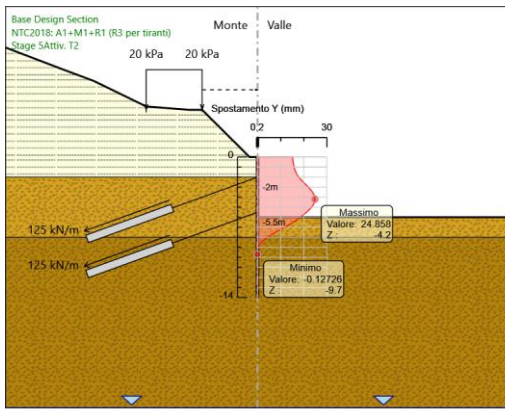 Base Design Section
NTC2018: A1+M1+R1 (R3 per tiranti)
Stage 5Attiv. T2
Monte
Valle
20 kPa
20 kPa
Spostamento Y (mm)
0,2
30
0
-2m
-5.5m
Massimo
Valore: 24.858
Z : -4.2
125 kN/m
125 kN/m
Minimo
Valore: -0.12726
Z : -9.7
-14